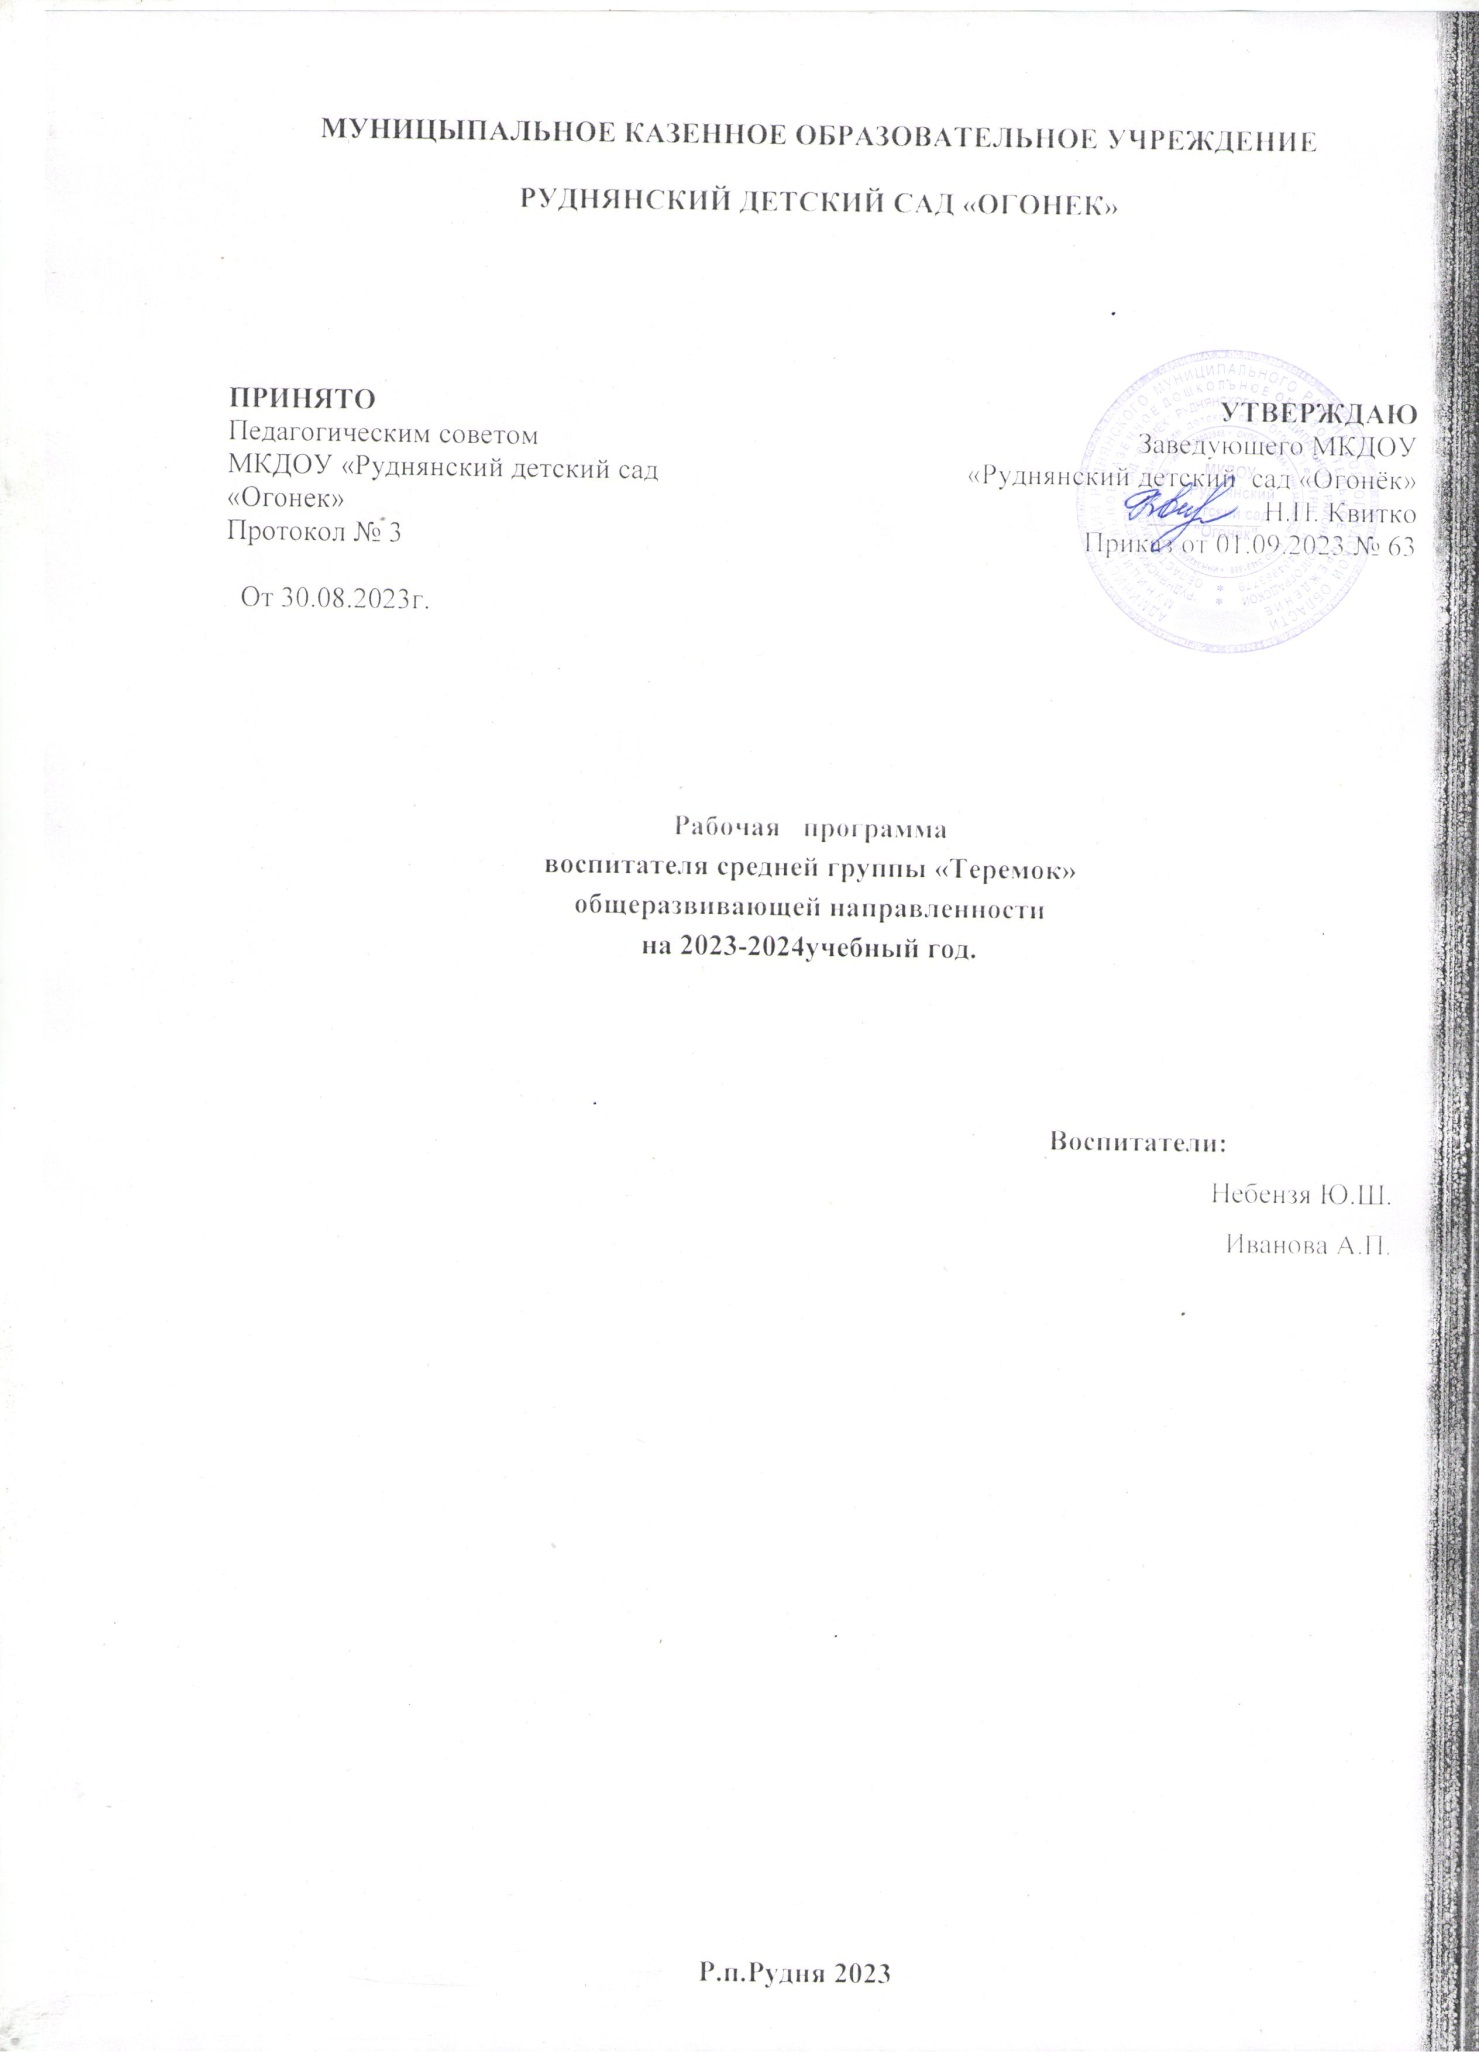 МУНИЦЫПАЛЬНОЕ КАЗЕННОЕ ОБРАЗОВАТЕЛЬНОЕ УЧРЕЖДЕНИЕ
РУДНЯНСКИЙ ДЕТСКИЙ САД «ОГОНЕК»
ПРИНЯТО
Педагогическим советом
МКДОУ «Руднянский детский сад
«Огонек»
Протокол № 3
От 30.08.2023г.
УТВЕРЖДАЮ
Заведующего МКДОУ
«Руднянский детский сад «Огонёк»
Н.П. Квитко
Приказ от 01.09.2023 № 63
Рабочая программа
воспитателя средней группы «Теремок»
общеразвивающей направленности
на 2023-2024учебный год.
Воспитатели:
Небензя Ю.Ш.
Иванова А.П.
Р.п.Рудня 2023